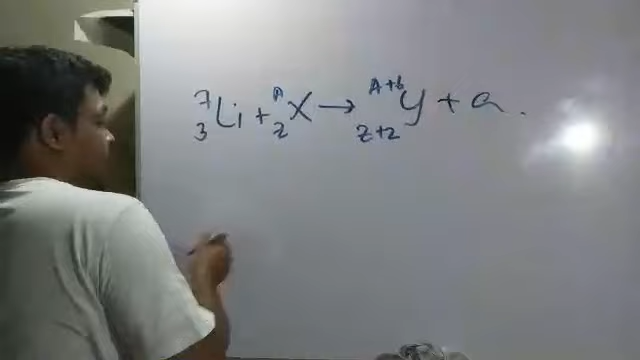 ⁷₃Li + ᴬ_Z X → ᴬ⁺⁶_Z+2 Y + a.